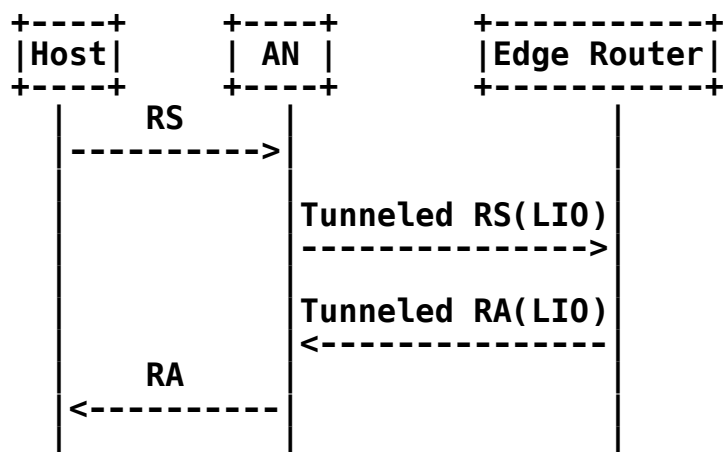 +----+ +----+ +-----------+
|Host| | AN | |Edge Router|
+----+ +----+ +-----------+
RS
---------->
Tunneled RS(LIO)
--------------->
Tunneled RA(LIO)
<---------------
RA
<----------